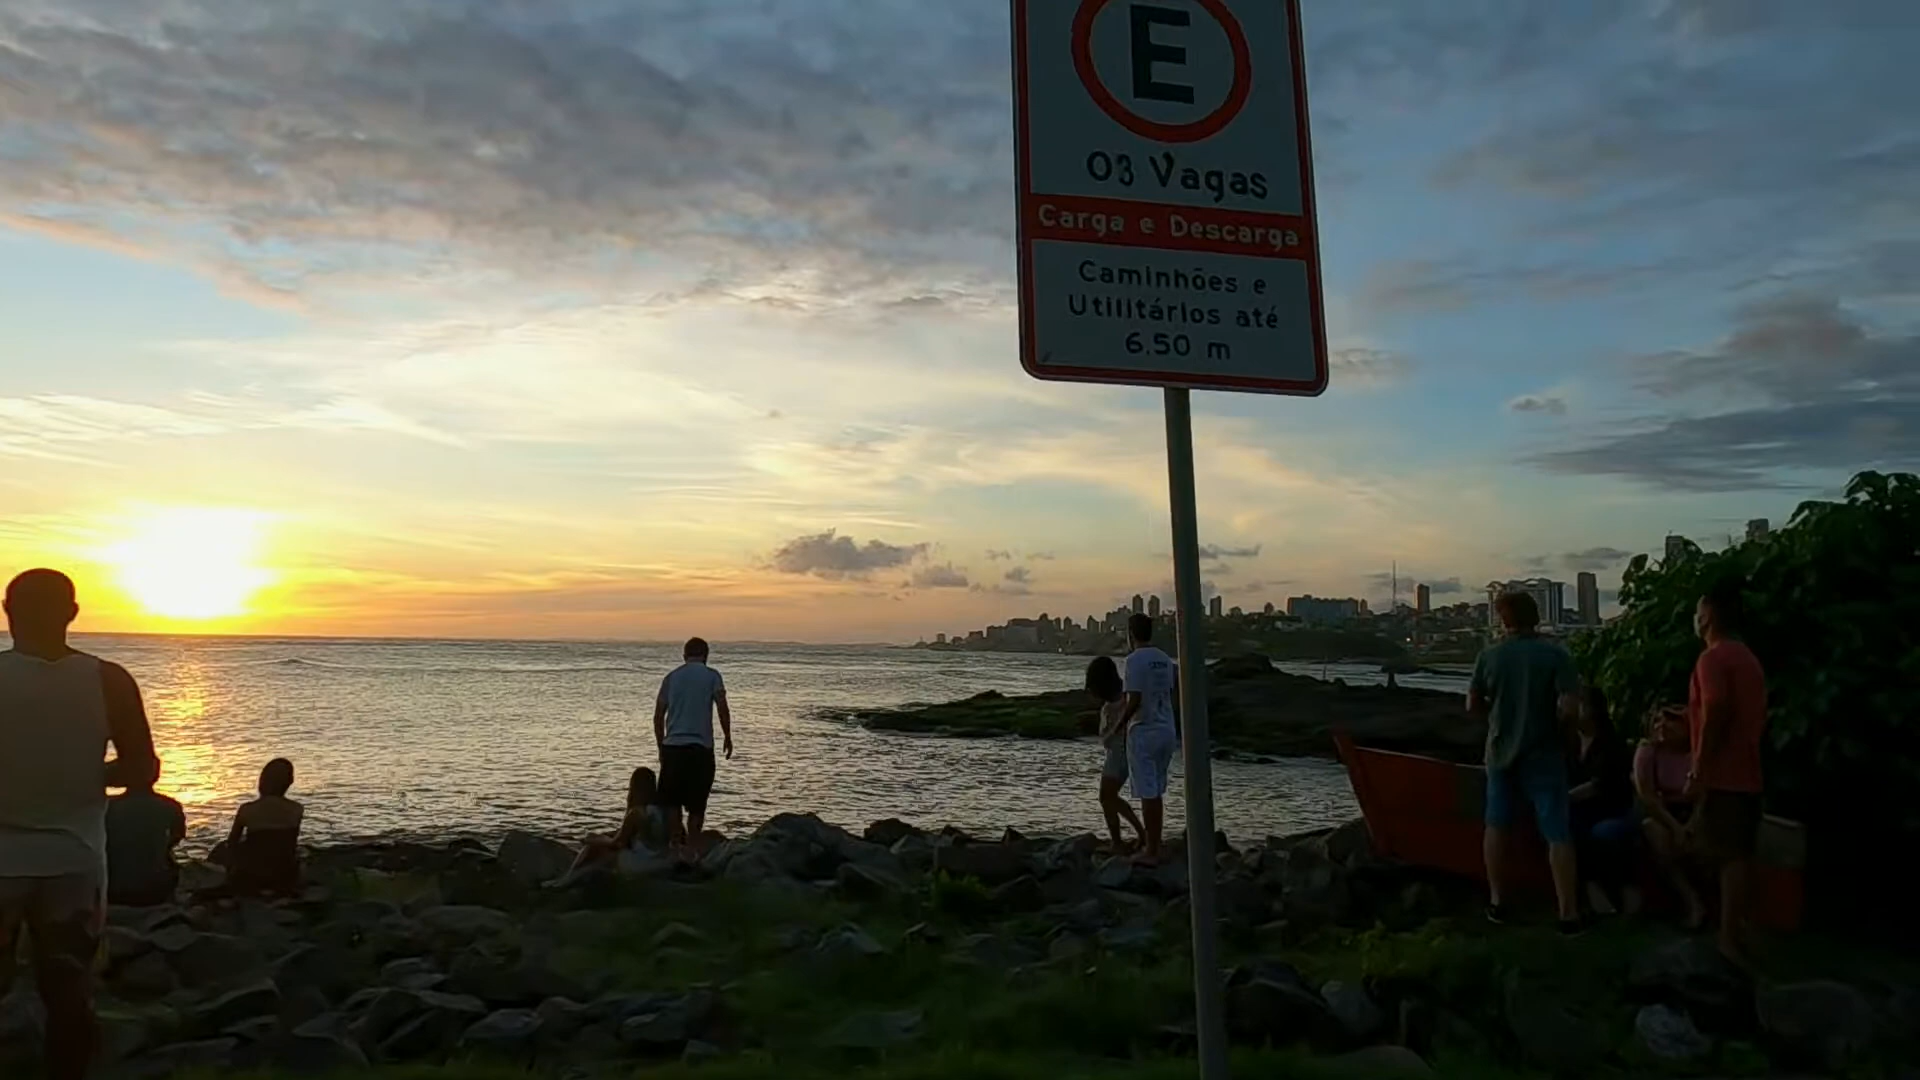 E
03 Vagas
Carga e Descarga
Caminhões e
Utilitários até
6.50 m